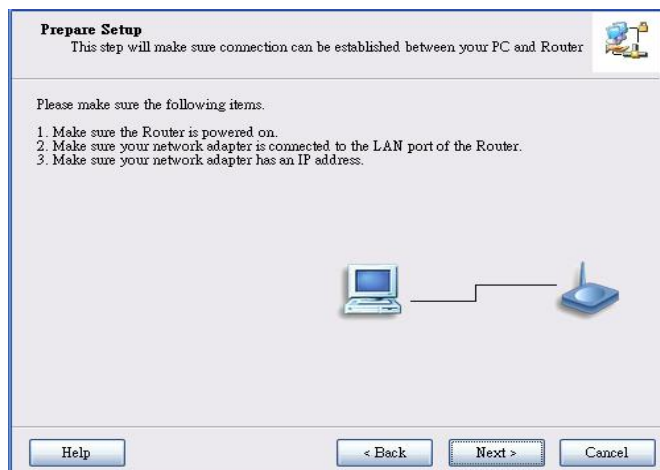 Prepare Setup
This step will make sure connection can be established between your PC and Router
Please make sure the following items.
1. Make sure the Router is powered on.
2. Make sure your network adapter is connected to the LAN port of the Router.
3. Make sure your network adapter has an IP address.
Help < Back Next > Cancel